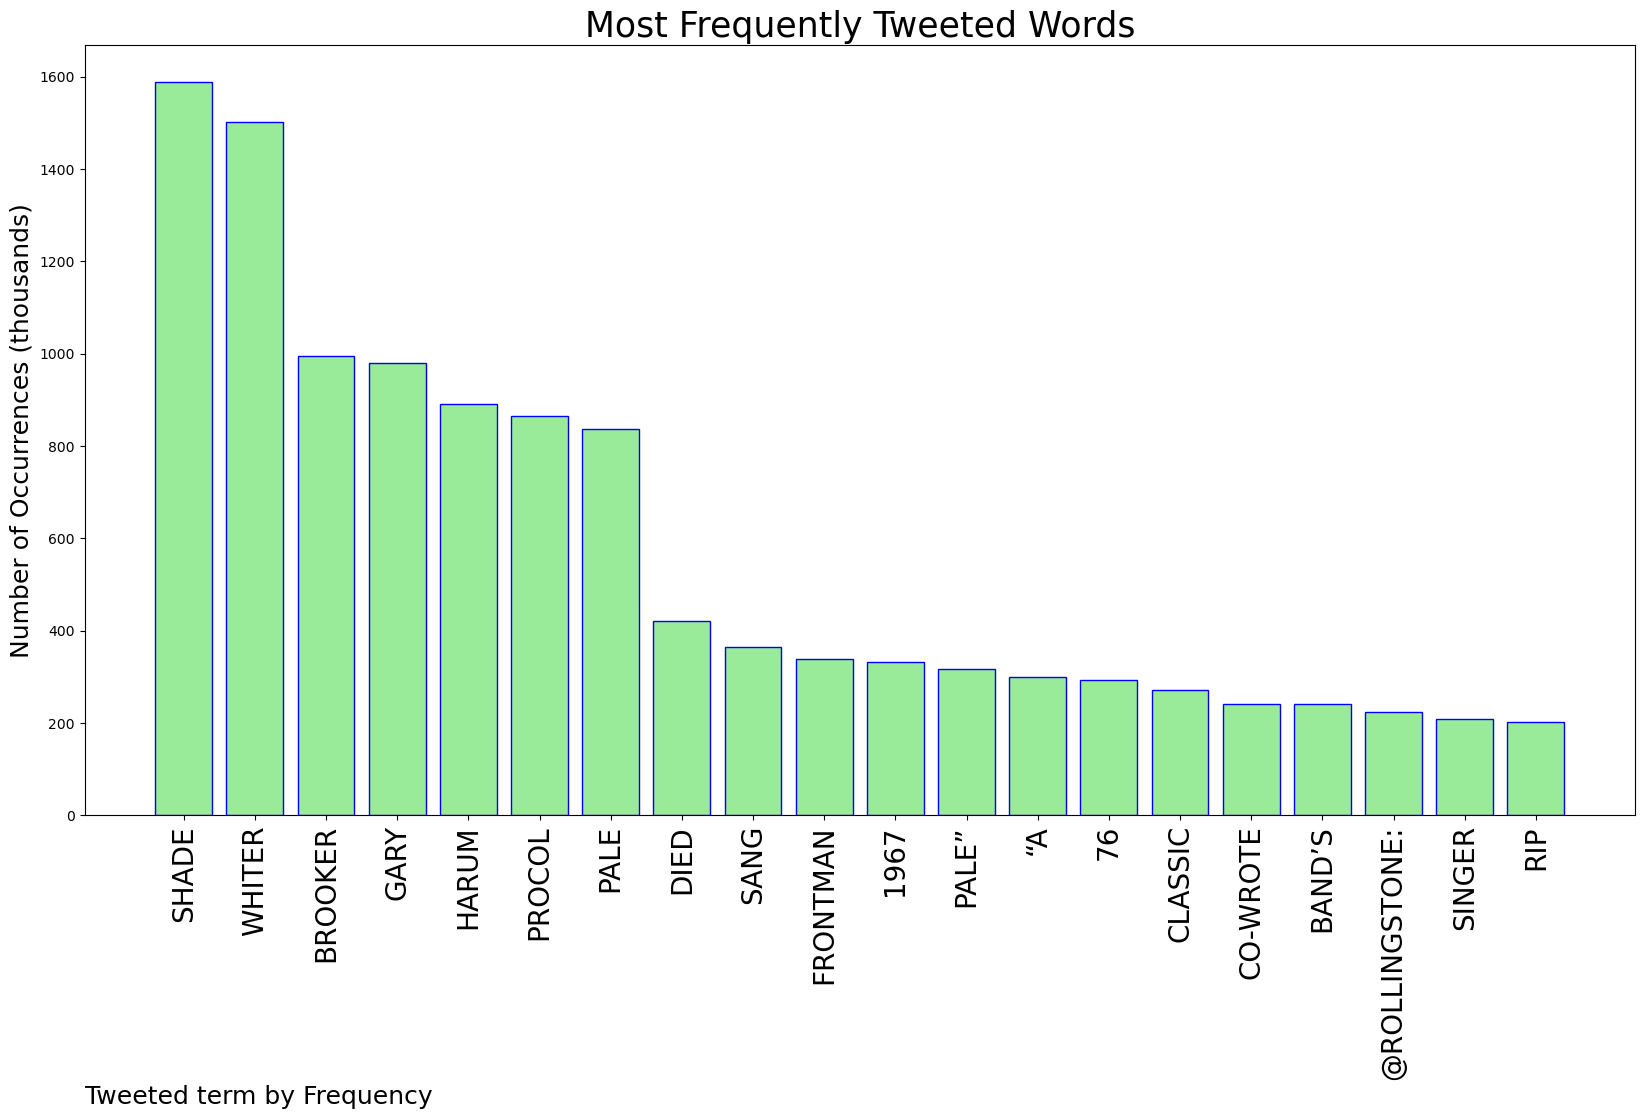 Most Frequently Tweeted Words
Number of Occurrences (thousands)
1600
1400
1200
1000
800
600
400
200
0
SHADE
WHITER
BROOKER
GARY
HARUM
PROCOL
PALE
DIED
SANG
FRONTMAN
1967
PALE”
“A
76
CLASSIC
CO-WROTE
BAND’S
@ROLLINGSTONE:
SINGER
RIP
Tweeted term by Frequency